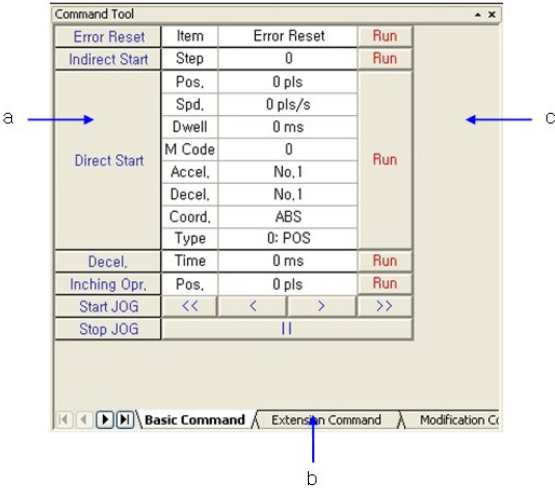 Command Tool
Error Reset Item Error Reset Run
Indirect Start Step 0 Run
Pos. 0 pls
Spd. 0 pls/s
a
c
Dwell 0 ms
M Code 0
Direct Start Run
Accel. No.1
Decel. No.1
Coord. ABS
Type 0: POS
Decel. Time 0 ms Run
Inching Opr. Pos. 0 pls Run
Start JOG << < > >>
Stop JOG II
Basic Command Extension Command Modification Co
b